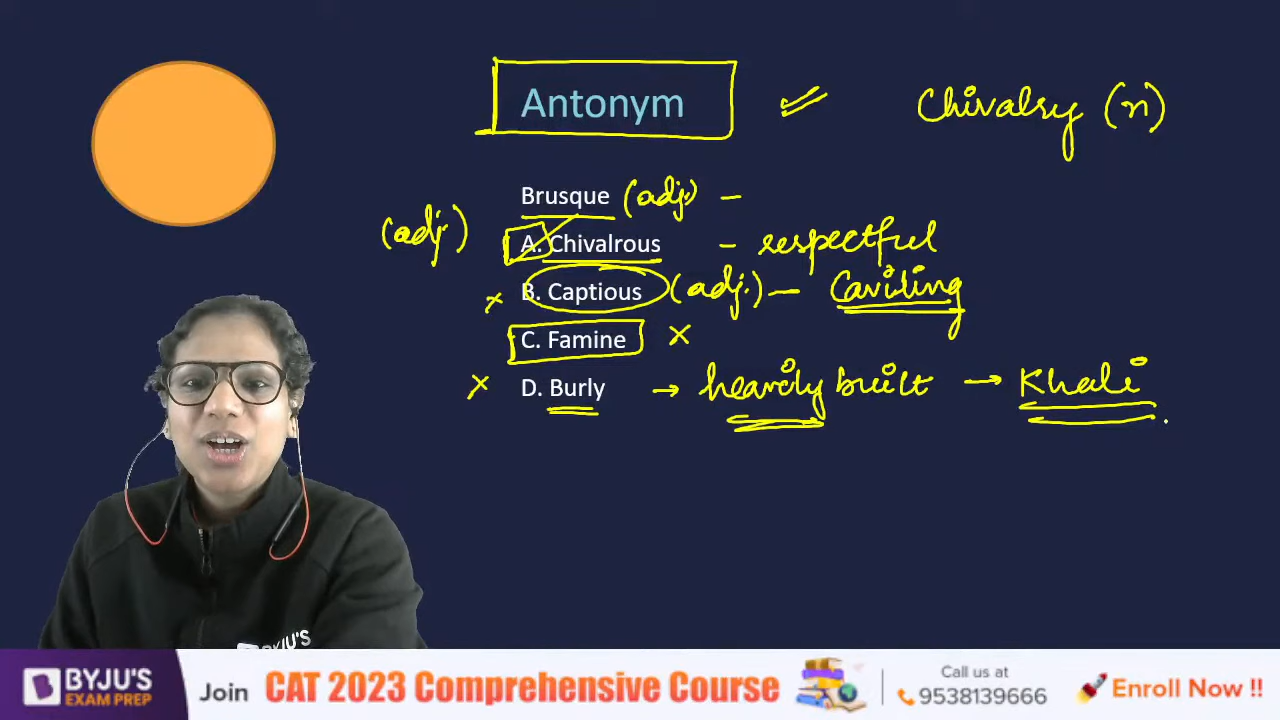 Antonym
Chivalry (n)
Brusque (adj.) –
(adj.)
A. Chivalrous – respectful
B. Captious (adj.) – Caviling
C. Famine
D. Burly → heavily built → Khali
BYJU'S
BYJU'S
EXAM PREP
Join CAT 2023 Comprehensive Course
Call us at
9538139666
Enroll Now !!